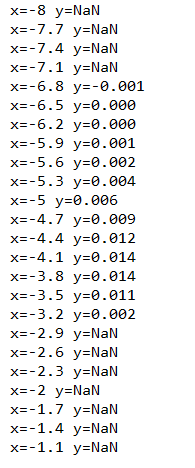 x=-8 y=NaN
x=-7.7 y=NaN
x=-7.4 y=NaN
x=-7.1 y=NaN
x=-6.8 y=-0.001
x=-6.5 y=0.000
x=-6.2 y=0.000
x=-5.9 y=0.001
x=-5.6 y=0.002
x=-5.3 y=0.004
x=-5 y=0.006
x=-4.7 y=0.009
x=-4.4 y=0.012
x=-4.1 y=0.014
x=-3.8 y=0.014
x=-3.5 y=0.011
x=-3.2 y=0.002
x=-2.9 y=NaN
x=-2.6 y=NaN
x=-2.3 y=NaN
x=-2 y=NaN
x=-1.7 y=NaN
x=-1.4 y=NaN
x=-1.1 y=NaN